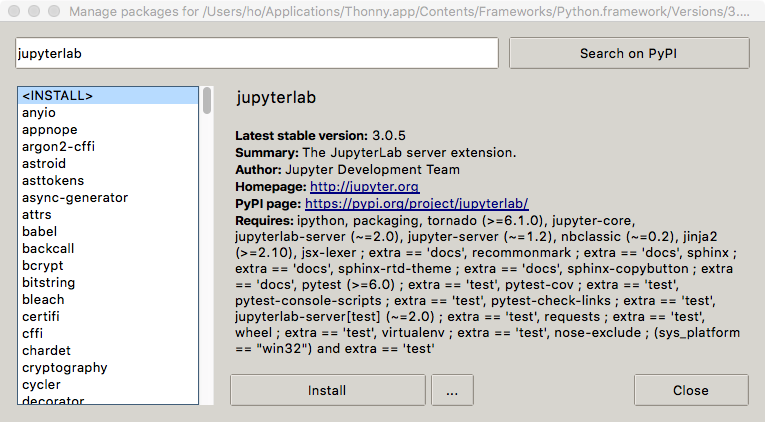 Manage packages for /Users/ho/Applications/Thonny.app/Contents/Frameworks/Python.framework/Versions/3....
jupyterlab
Search on PyPI
<INSTALL>
anyio
appnope
argon2-cffi
astroid
asttokens
async-generator
attrs
babel
backcall
bcrypt
bitstring
bleach
certifi
cffi
chardet
cryptography
cycler
decorator
jupyterlab
Latest stable version: 3.0.5
Summary: The JupyterLab server extension.
Author: Jupyter Development Team
Homepage: http://jupyter.org
PyPI page: https://pypi.org/project/jupyterlab/
Requires: ipython, packaging, tornado (>=6.1.0), jupyter-core,
jupyterlab-server (~=2.0), jupyter-server (~=1.2), nbclassic (~=0.2), jinja2
(>=2.10), jsx-lexer ; extra == 'docs', recommonmark ; extra == 'docs', sphinx ;
extra == 'docs', sphinx-rtd-theme ; extra == 'docs', sphinx-copybutton ; extra
== 'docs', pytest (>=6.0) ; extra == 'test', pytest-cov ; extra == 'test',
pytest-console-scripts ; extra == 'test', pytest-check-links ; extra == 'test',
jupyterlab-server[test] (~=2.0) ; extra == 'test', requests ; extra == 'test',
wheel ; extra == 'test', virtualenv ; extra == 'test', nose-exclude ; (sys_platform
== "win32") and extra == 'test'
Install
...
Close